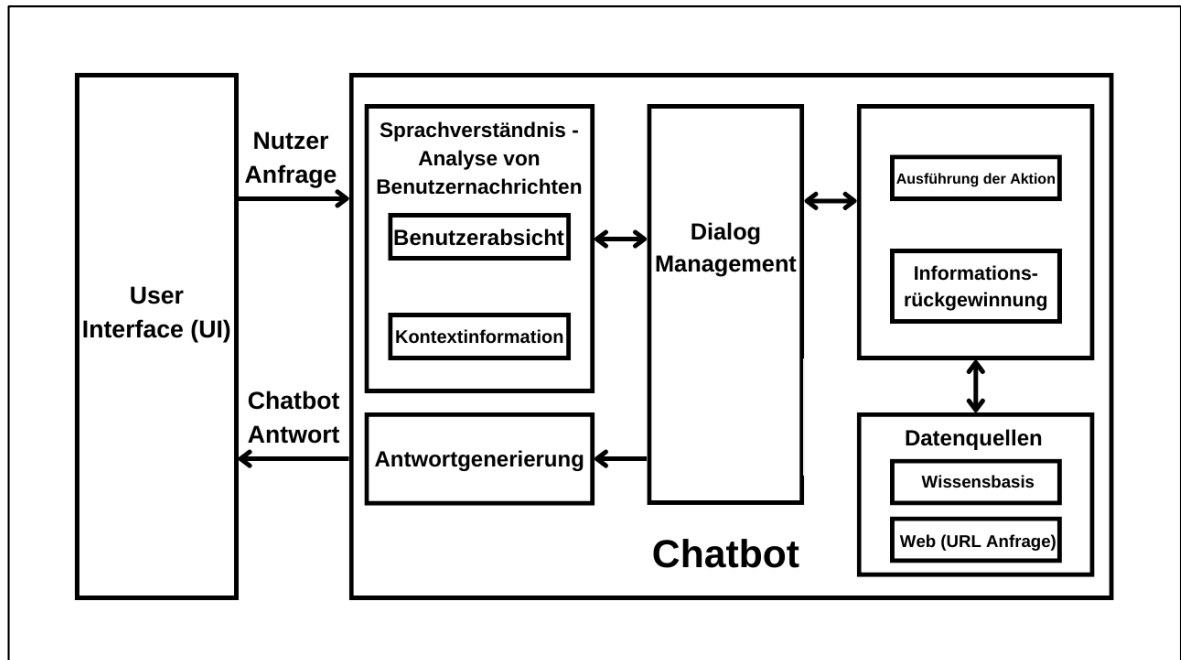 User
Interface (UI)
Nutzer
Anfrage
Chatbot
Antwort
Sprachverständnis -
Analyse von
Benutzernachrichten
Benutzerabsicht
Kontextinformation
Antwortgenerierung
Dialog
Management
Ausführung der Aktion
Informations-
rückgewinnung
Datenquellen
Wissensbasis
Web (URL Anfrage)
Chatbot